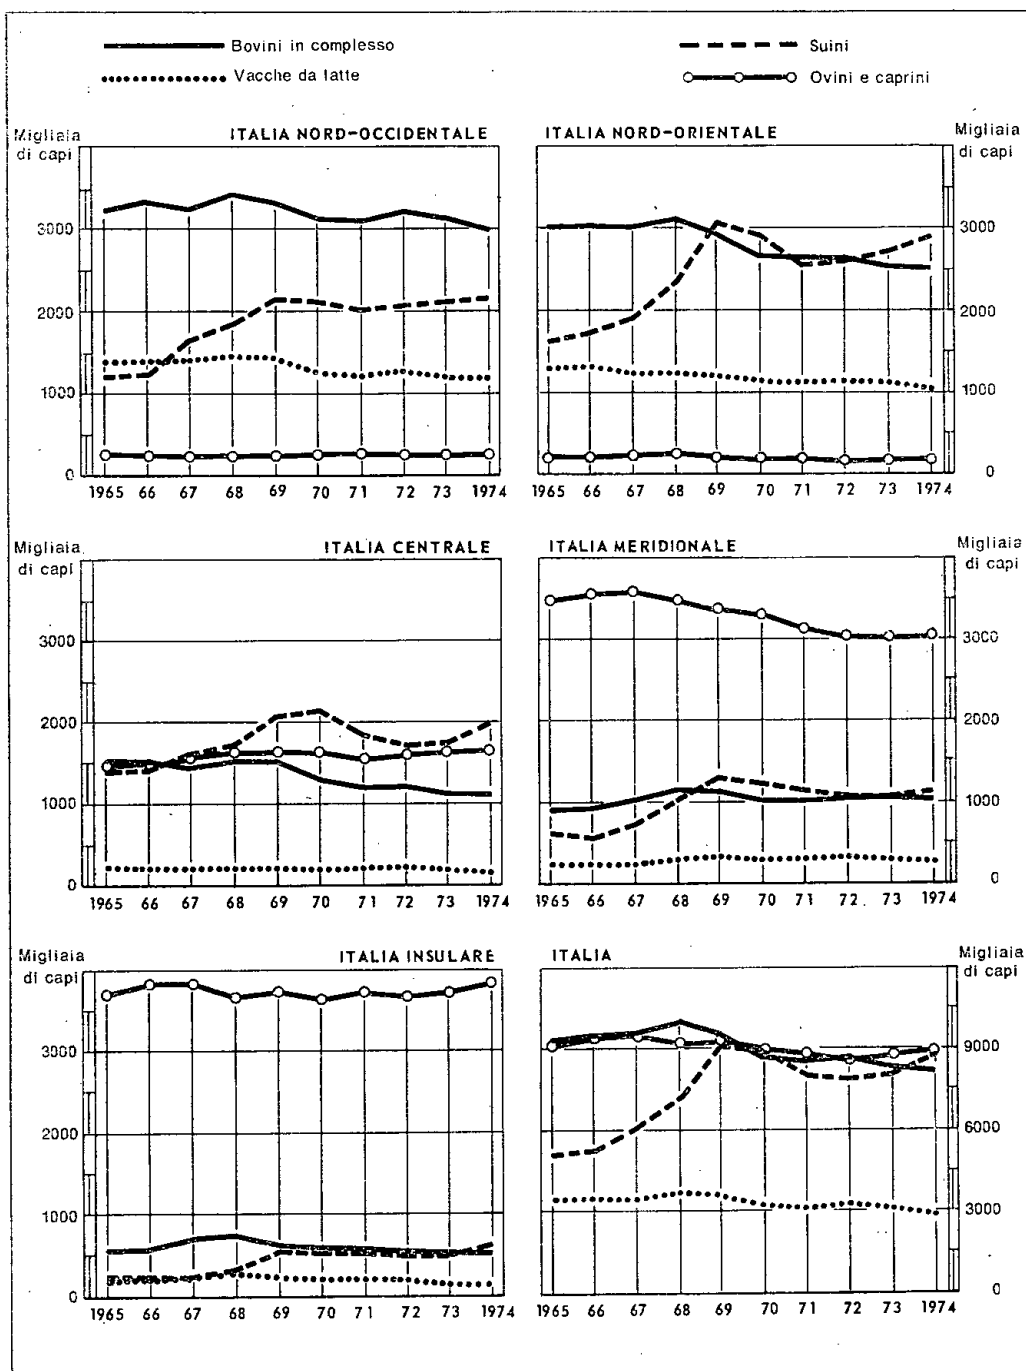 Bovini in complesso
Suini
Vacche da latte
Ovini e caprini
Migliaia
di capi
ITALIA NORD-OCCIDENTALE
3000
2000
1000
0
1965 66 67 68 69 70 71 72 73 1974
ITALIA NORD-ORIENTALE
Migliaia
di capi
3000
2000
1000
0
1965 66 67 68 69 70 71 72 73 1974
Migliaia
di capi
ITALIA CENTRALE
3000
2000
1000
0
1965 66 67 68 69 70 71 72 73 1974
ITALIA MERIDIONALE
Migliaia
di capi
3000
2000
1000
0
1965 66 67 68 69 70 71 72 73 1974
Migliaia
di capi
ITALIA INSULARE
3000
2000
1000
0
1965 66 67 68 69 70 71 72 73 1974
ITALIA
Migliaia
di capi
9000
6000
3000
0
1965 66 67 68 69 70 71 72 73 1974